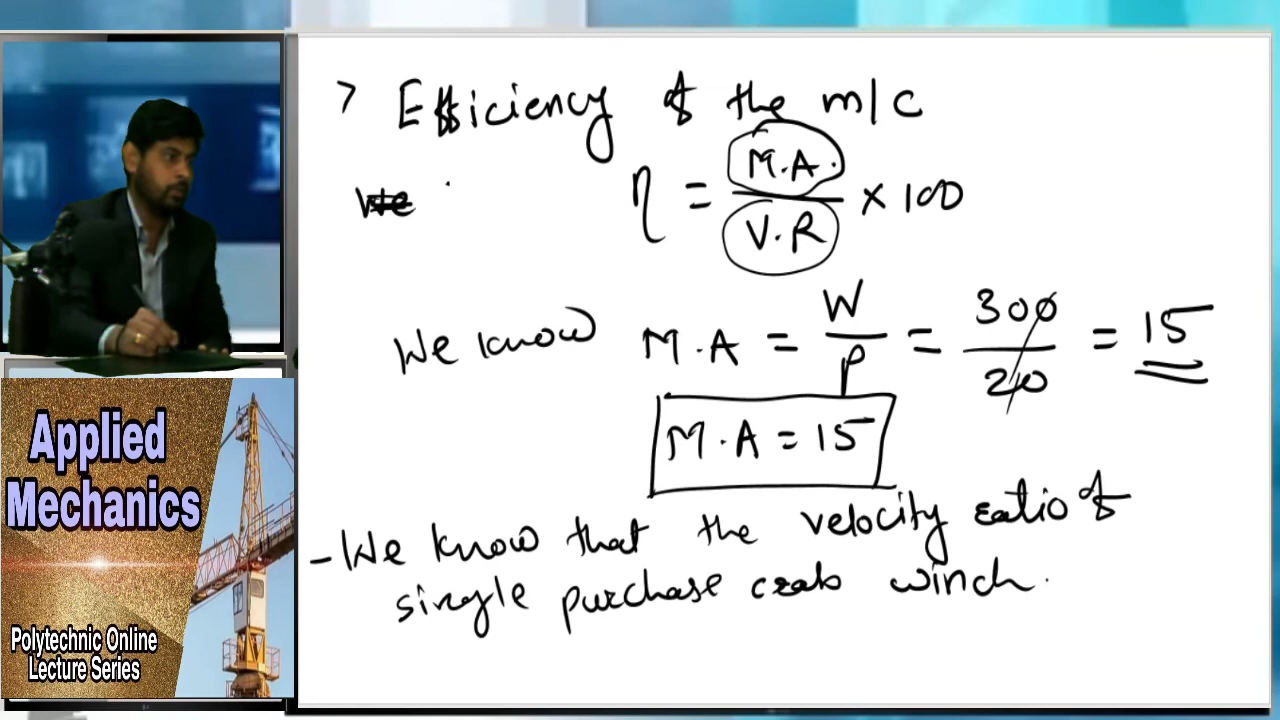 > Efficiency of the m/c
We
η = M.A. / V.R × 100
We know M.A = W / P = 300 / 20 = 15
M.A = 15
- We know that the velocity ratio of
single purchase crab winch.
Applied
Mechanics
Polytechnic Online
Lecture Series